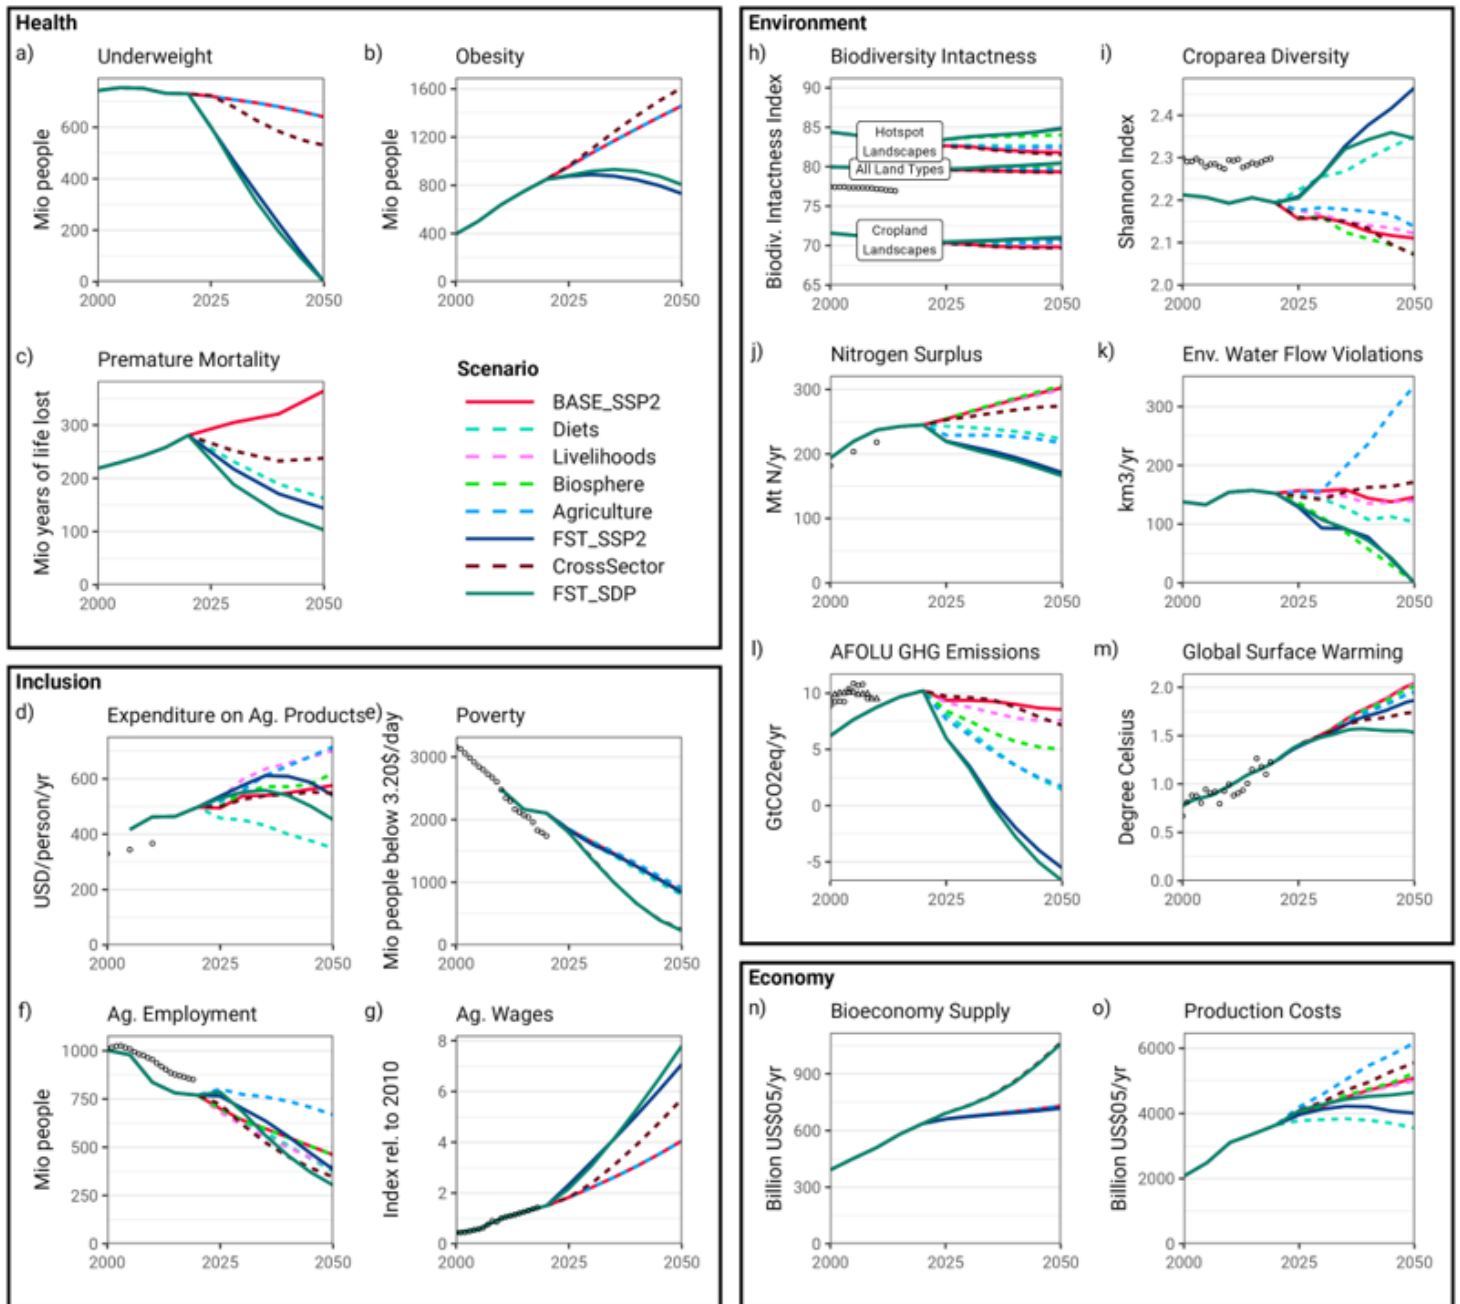 Health
a) Underweight
Mio people
600
400
200
0
2000 2025 2050
b) Obesity
Mio people
1600
1200
800
400
0
2000 2025 2050
c) Premature Mortality
Mio years of life lost
300
200
100
0
2000 2025 2050
Scenario
BASE_SSP2
Diets
Livelihoods
Biosphere
Agriculture
FST_SSP2
CrossSector
FST_SDP
Inclusion
d) Expenditure on Ag. Products
USD/person/yr
600
400
200
0
2000 2025 2050
e) Poverty
Mio people below 3.20$/day
3000
2000
1000
0
2000 2025 2050
f) Ag. Employment
Mio people
1000
750
500
250
0
2000 2025 2050
g) Ag. Wages
Index rel. to 2010
8
6
4
2
0
2000 2025 2050
Environment
h) Biodiversity Intactness
Biodiv. Intactness Index
90
85
80
75
70
65
Hotspot
Landscapes
All Land Types
Cropland
Landscapes
2000 2025 2050
i) Croparea Diversity
Shannon Index
2.4
2.3
2.2
2.1
2.0
2000 2025 2050
j) Nitrogen Surplus
Mt N/yr
300
200
100
0
2000 2025 2050
k) Env. Water Flow Violations
km3/yr
300
200
100
0
2000 2025 2050
l) AFOLU GHG Emissions
GtCO2eq/yr
10
5
0
-5
2000 2025 2050
m) Global Surface Warming
Degree Celsius
2.0
1.5
1.0
0.5
0.0
2000 2025 2050
Economy
n) Bioeconomy Supply
Billion US$05/yr
900
600
300
0
2000 2025 2050
o) Production Costs
Billion US$05/yr
6000
4000
2000
0
2000 2025 2050